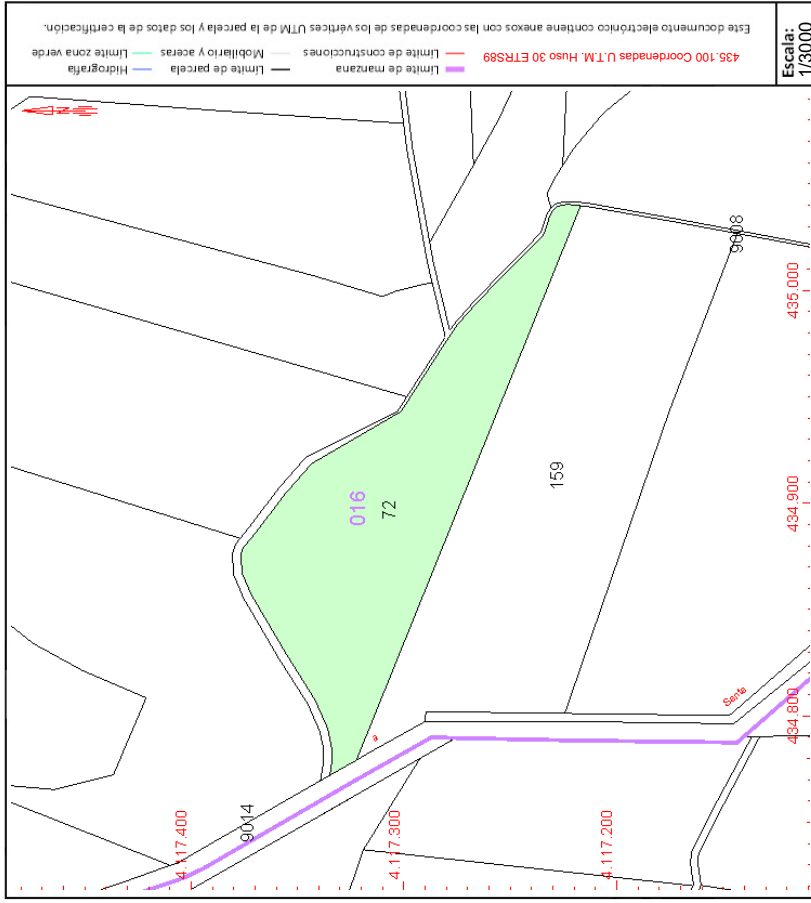 Este documento electrónico contiene anexos con las coordenadas de los vértices UTM de la parcela y los datos de la certificación.
435.100 Coordenadas U.T.M. Huso 30 ETRS89
Límite de manzana
Límite de parcela
Límite de construcciones
Mobiliario y aceras
Límite zona verde
Hidrografía
Escala:
1/3000
9008
435.000
016
72
159
434.900
Santa
a
434.800
9014
4.117.400
4.117.300
4.117.200